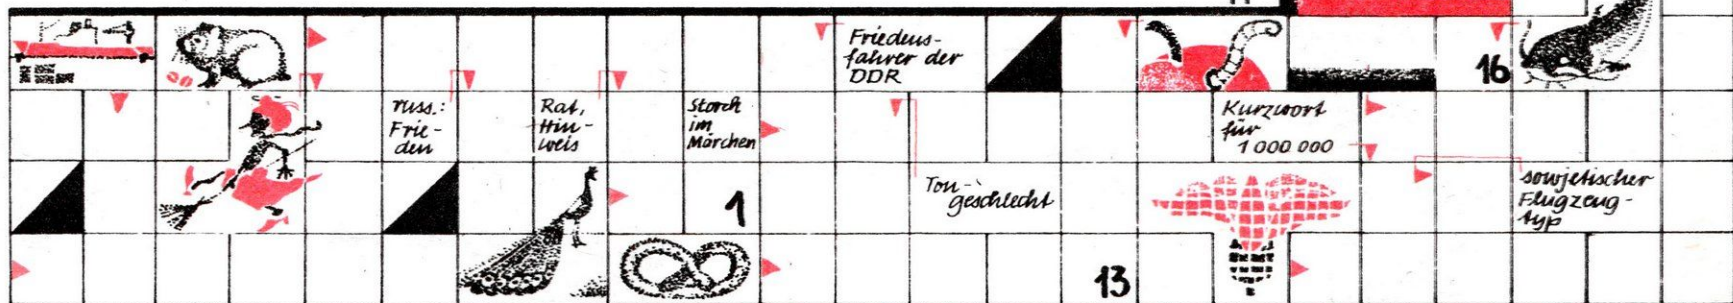 Friedens-
fahrer der
DDR
16
russ.:
Frie-
den
Rat,
Hin-
weis
Storch
im
Märchen
Kurzwort
für
1 000 000
1
Ton-
geschlecht
sowjetischer
Flugzeug-
typ
13